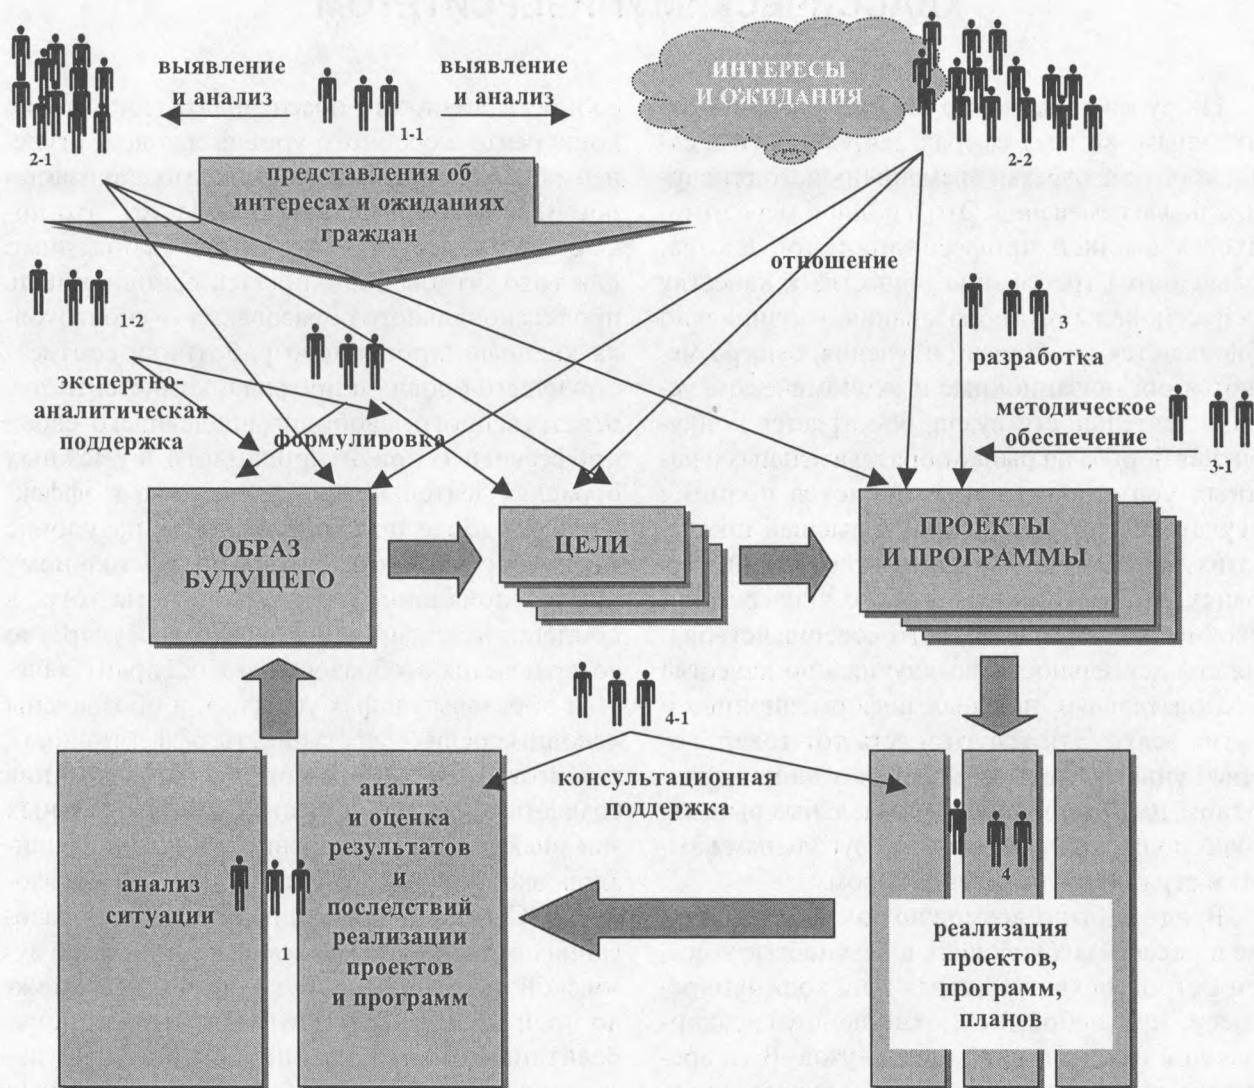 выявление
и анализ
1-1
выявление
и анализ
ИНТЕРЕСЫ
И ОЖИДАНИЯ
2-1
2-2
представления об
интересах и ожиданиях
граждан
отношение
1-2
2
3
разработка
экспертно-
аналитическая
поддержка
формулировка
методическое
обеспечение
3-1
ОБРАЗ
БУДУЩЕГО
ЦЕЛИ
ПРОЕКТЫ
И ПРОГРАММЫ
4-1
консультационная
поддержка
анализ
ситуации
1
анализ
и оценка
результатов
и
последствий
реализации
проектов
и программ
4
реализация
проектов,
программ,
планов